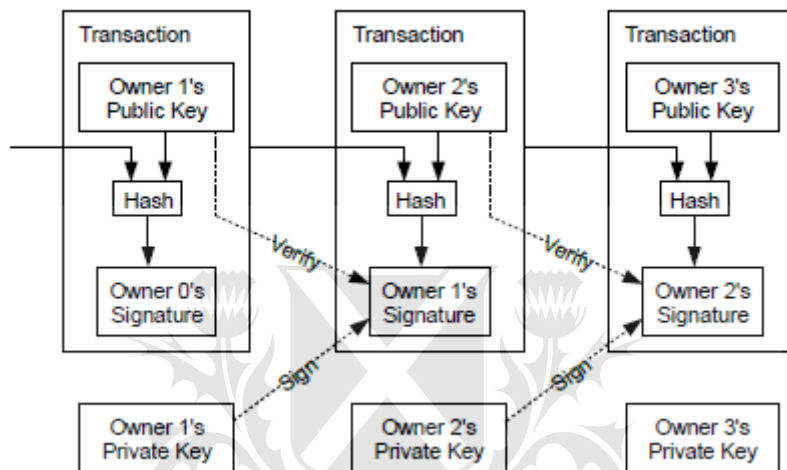 Transaction
Transaction
Transaction
Owner 1's
Public Key
Owner 2's
Public Key
Owner 3's
Public Key
Hash
Hash
Hash
Verify
Verify
Owner 0's
Signature
Owner 1's
Signature
Owner 2's
Signature
Sign
Sign
Owner 1's
Private Key
Owner 2's
Private Key
Owner 3's
Private Key